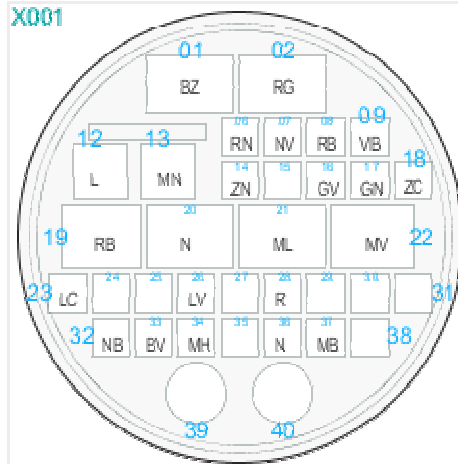 X001
01 02
BZ RG
06 07 08 09
RN NV RB VIB
12 13
L MN
14 15 16 17 18
ZN GV GIN ZC
19 20 21 22
RB N ML MV
23 24 25 26 27 28 29 30 31
LC LV R
32 33 34 35 36 37 38
NB BV MH N MB
39 40